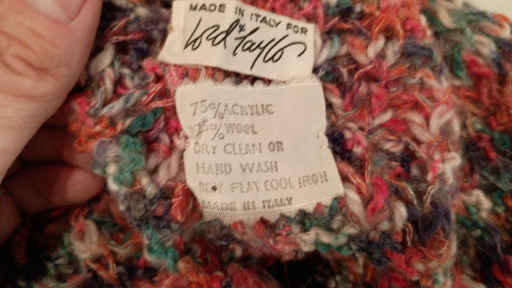 MADE IN ITALY FOR
Lord & Taylor
75% ACRYLIC
25% WOOL
DRY CLEAN OR
HAND WASH
DRY FLAT COOL IRON
MADE IN ITALY